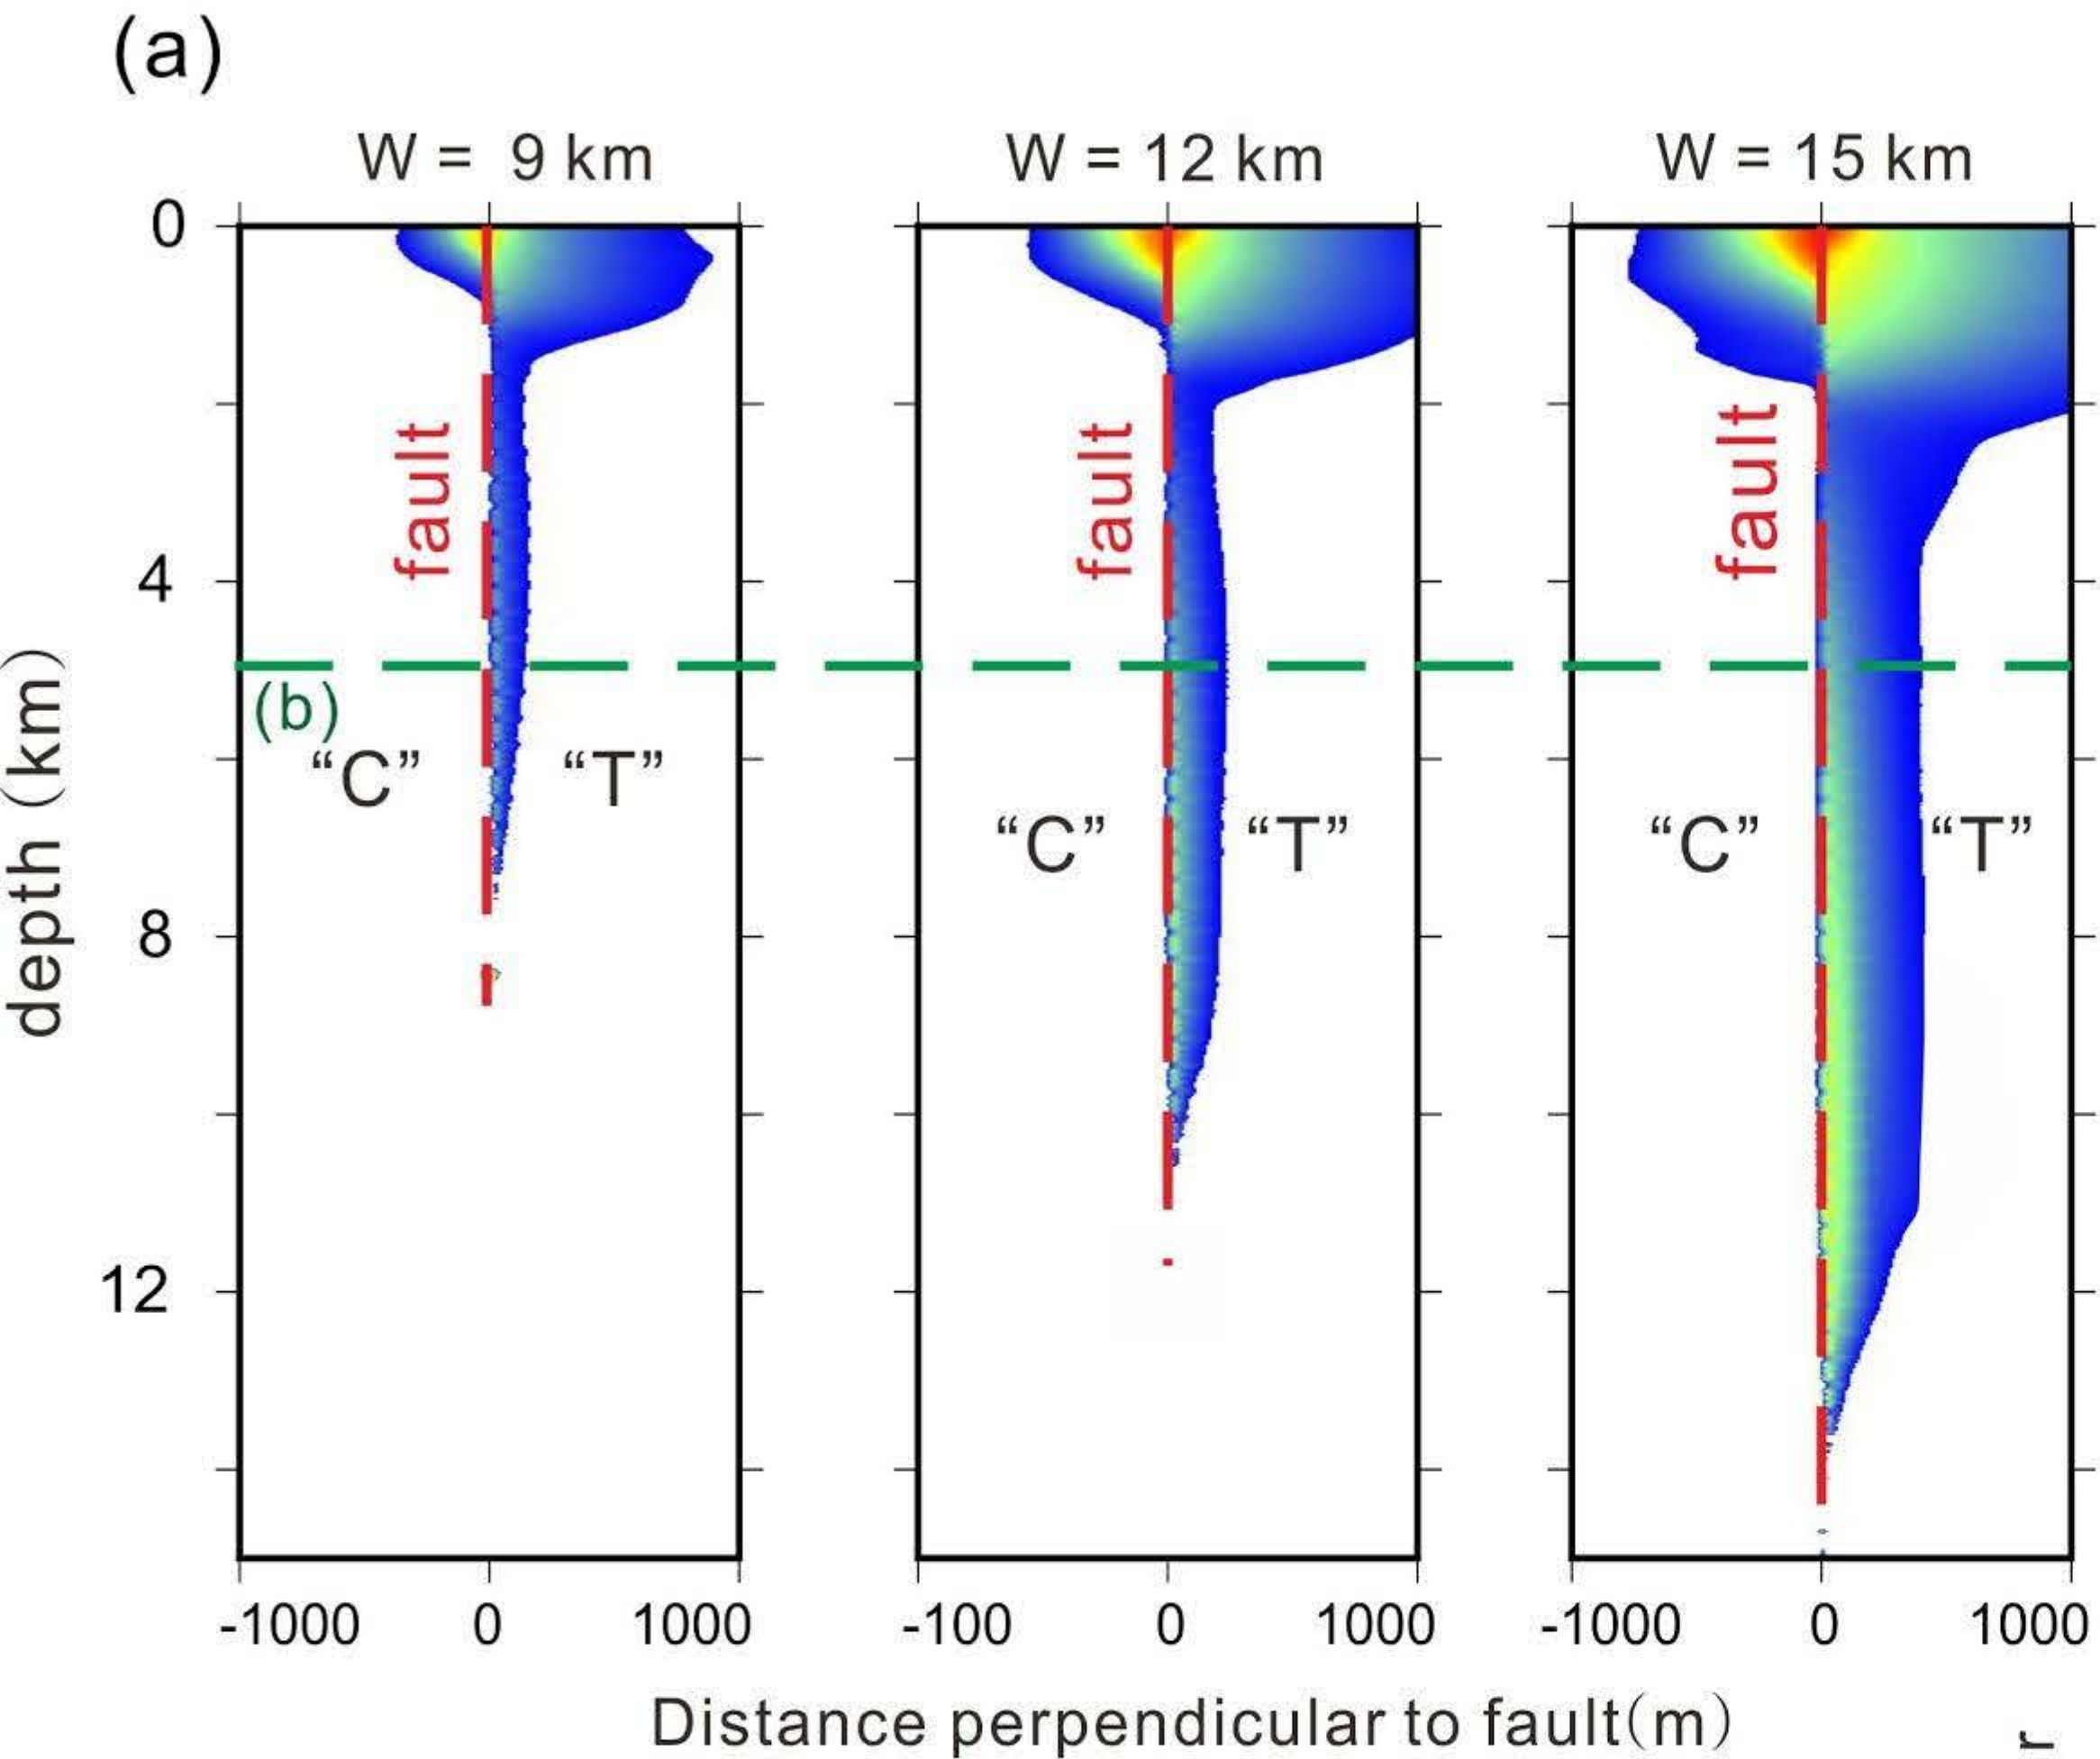 (a)
W = 9 km
W = 12 km
W = 15 km
0
4
8
12
depth (km)
fault
fault
fault
(b)
“C”
“T”
“C”
“T”
“C”
“T”
-1000
0
1000
-100
0
1000
-1000
0
1000
Distance perpendicular to fault(m)
r